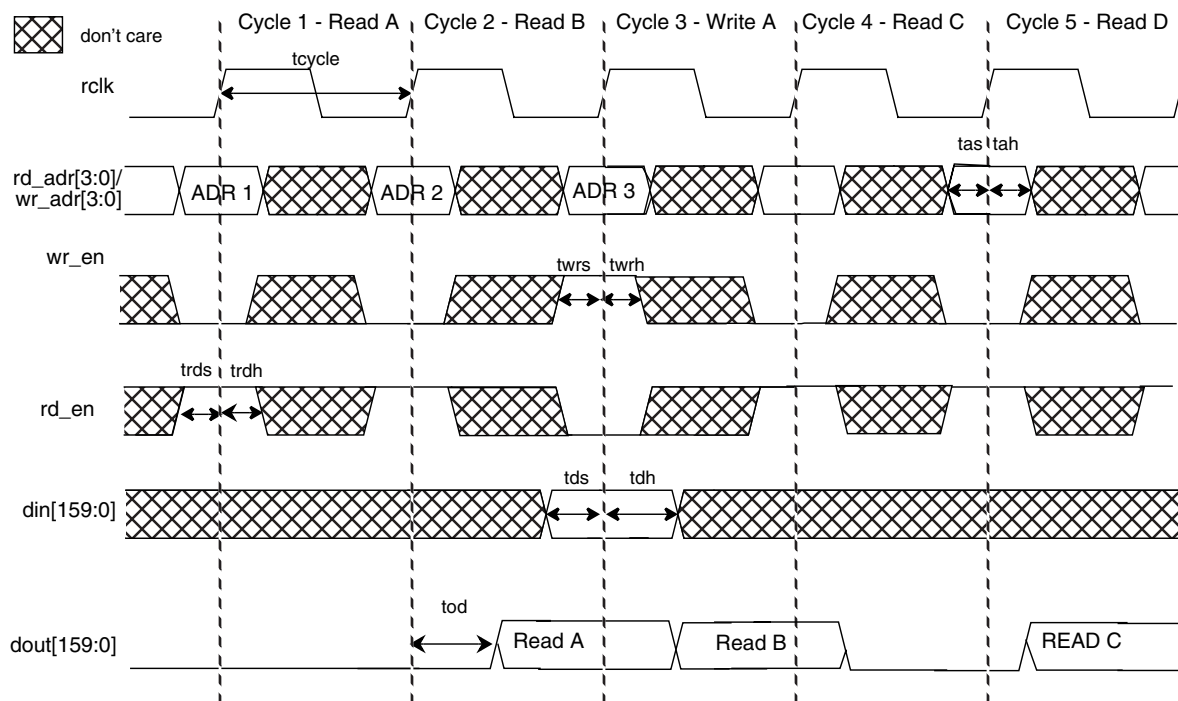 Cycle 1 - Read A
Cycle 2 - Read B
Cycle 3 - Write A
Cycle 4 - Read C
Cycle 5 - Read D
don't care
tcycle
rclk
tas
tah
rd_adr[3:0]/
wr_adr[3:0]
ADR 1
ADR 2
ADR 3
wr_en
twrs
twrh
trds
trdh
rd_en
tds
tdh
din[159:0]
tod
dout[159:0]
Read A
Read B
READ C